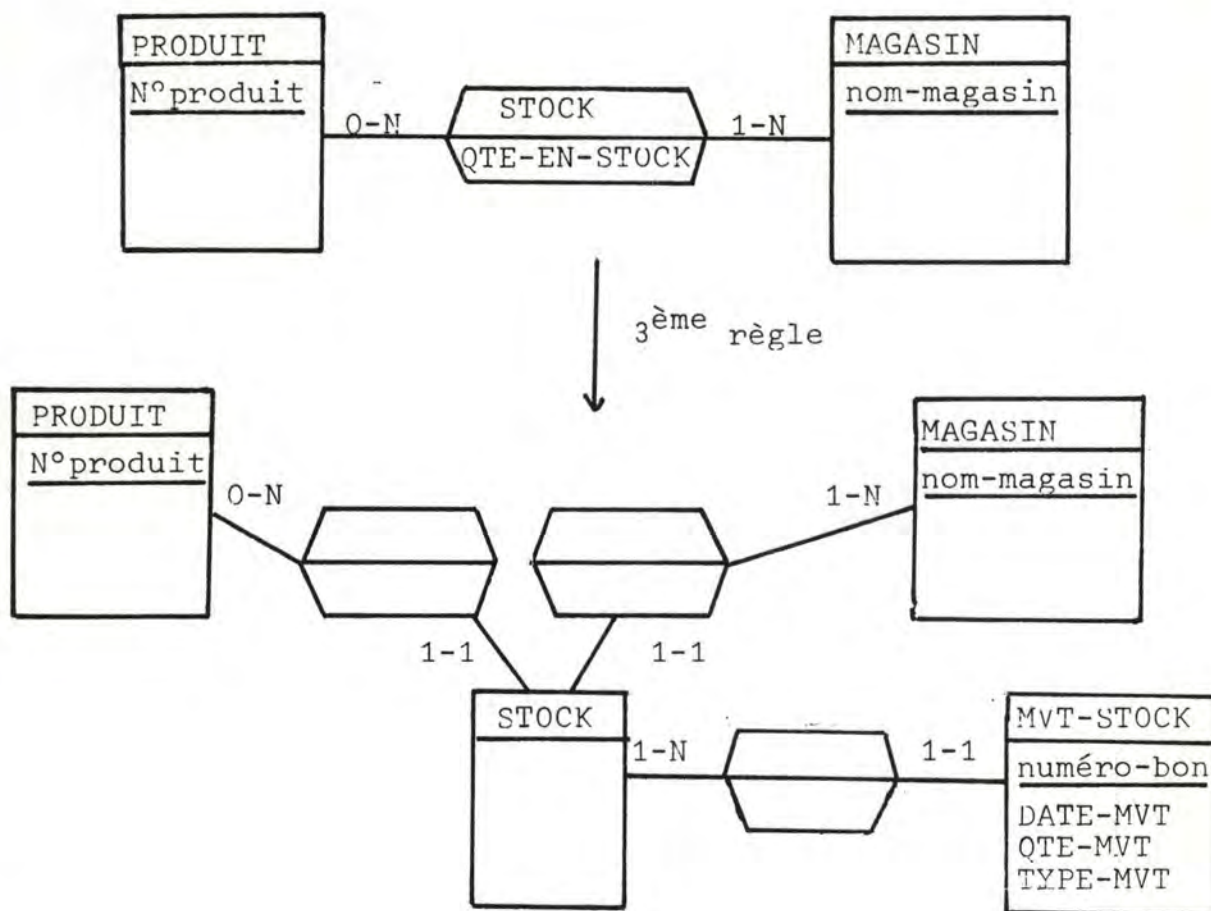 PRODUIT
N°produit
0-N
STOCK
QTE-EN-STOCK
1-N
MAGASIN
nom-magasin
3ème règle
PRODUIT
N°produit
0-N
1-N
MAGASIN
nom-magasin
1-1
1-1
STOCK
1-N
1-1
MVT-STOCK
numéro-bon
DATE-MVT
QTE-MVT
TYPE-MVT